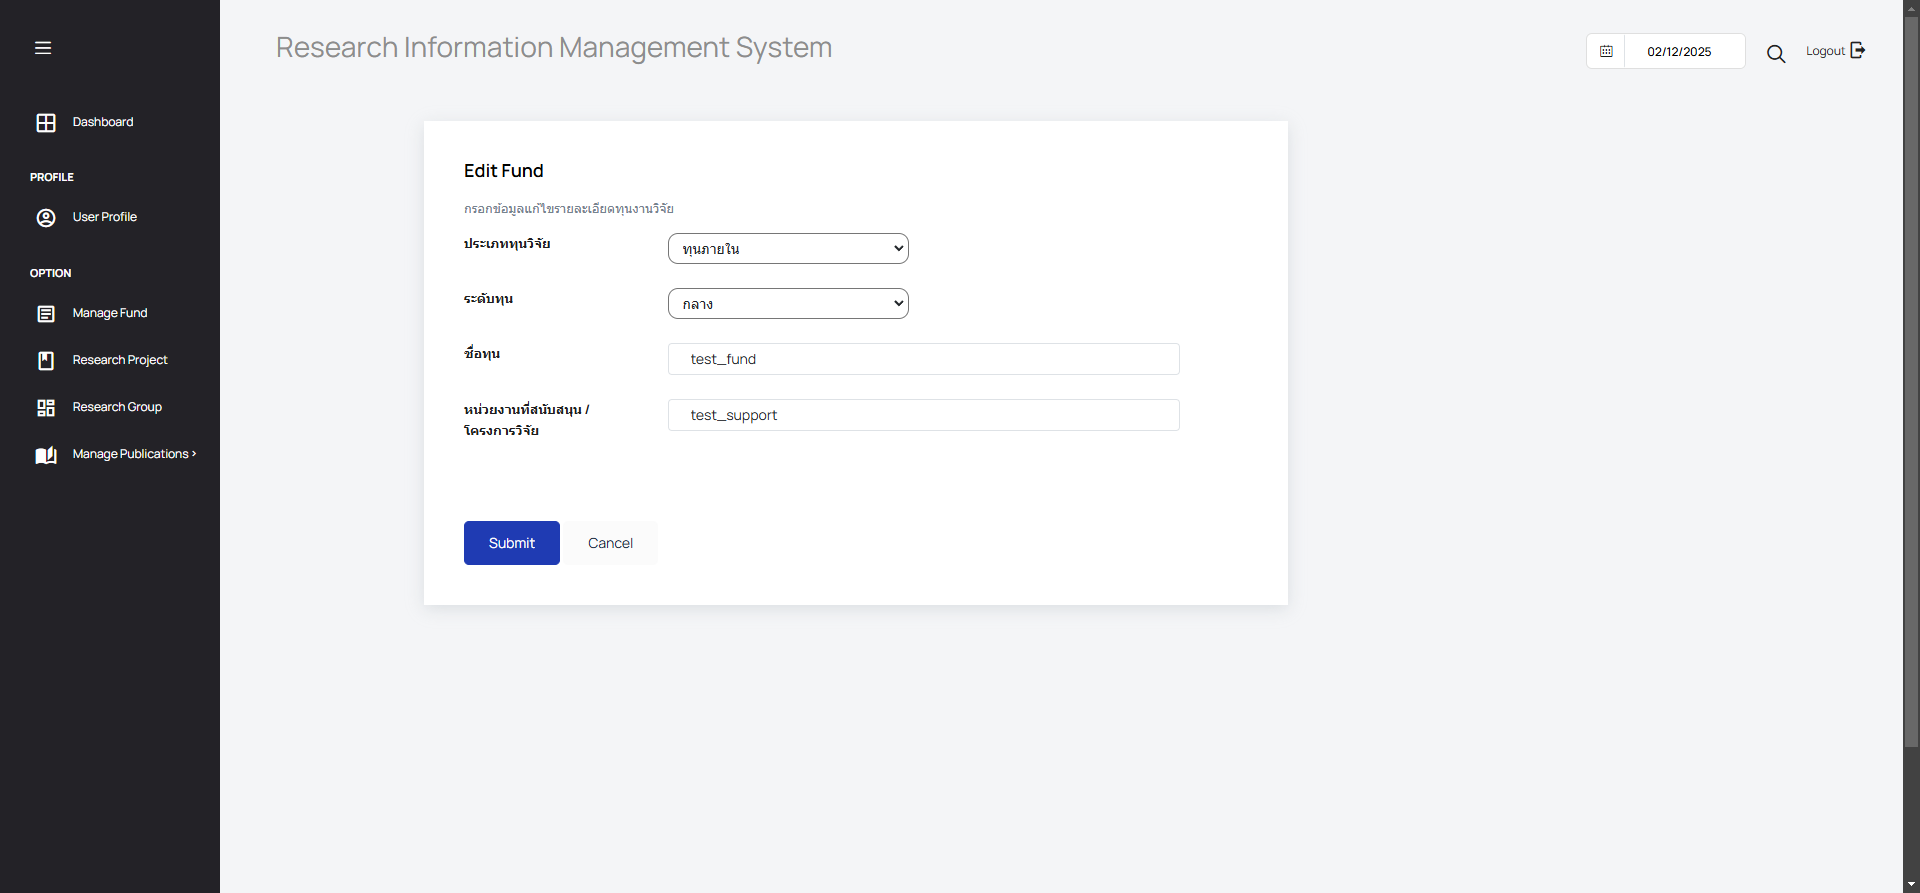 Research Information Management System
02/12/2025
Logout
Dashboard
PROFILE
User Profile
OPTION
Manage Fund
Research Project
Research Group
Manage Publications >
Edit Fund
กรอกข้อมูลแก้ไขรายละเอียดทุนงานวิจัย
ประเภททุนวิจัย
ทุนภายใน
ระดับทุน
กลาง
ชื่อทุน
test_fund
หน่วยงานที่สนับสนุน /
โครงการวิจัย
test_support
Submit
Cancel